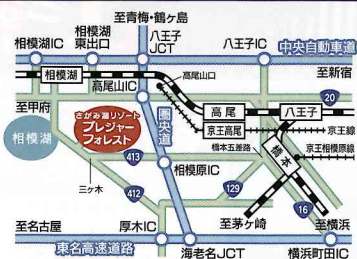 至青梅・鶴ヶ島
相模湖IC
相模湖
東出口
八王子
JCT
八王子IC
中央自動車道
至新宿
相模湖
高尾山IC
高尾山口
高尾
八王子
20
至甲府
さがみ湖リゾート
プレジャー
フォレスト
圏央道
京王高尾
京王線
相模湖
橋本五差路
橋本
京王相模原線
413
相模原IC
三ヶ木
412
129
16
至茅ヶ崎
至横浜
至名古屋
厚木IC
東名高速道路
海老名JCT
横浜町田IC